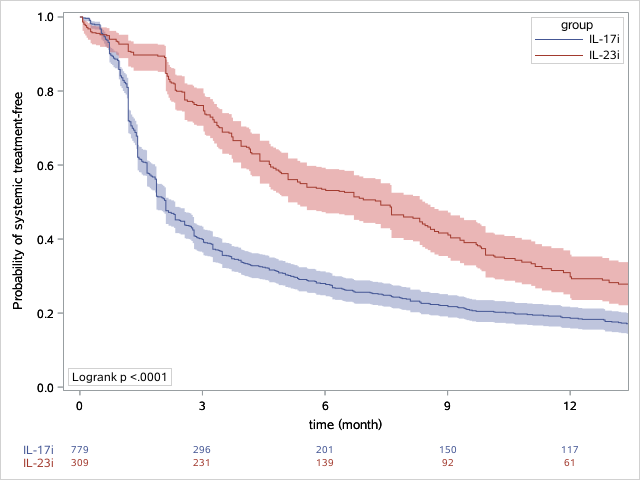 group
IL-17i
IL-23i
1.0
0.8
0.6
0.4
0.2
0.0
Probability of systemic treatment-free
Logrank p <.0001
0 3 6 9 12
time (month)
IL-17i 779 296 201 150 117
IL-23i 309 231 139 92 61